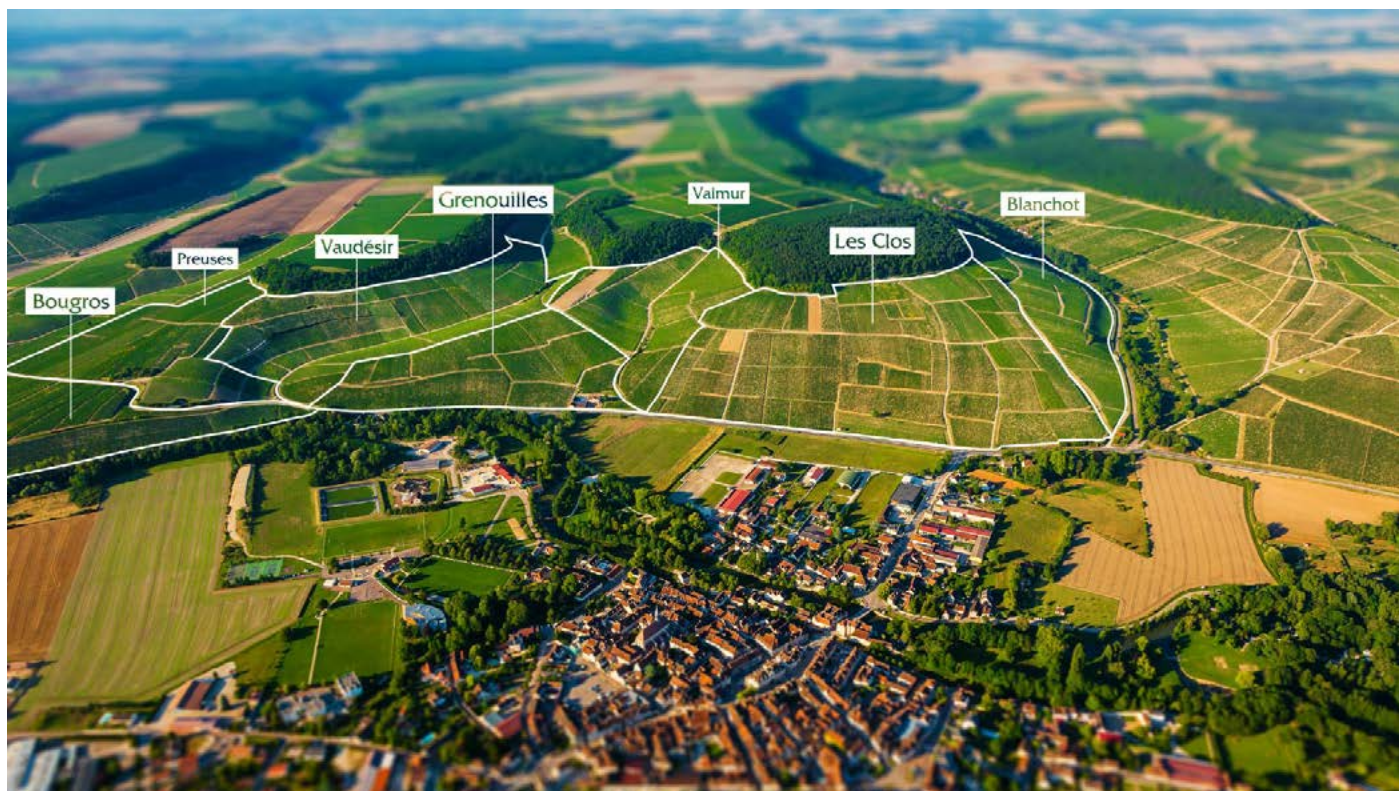 Grenouilles
Valmur
Blanchot
Vaudésir
Les Clos
Preuses
Bougros